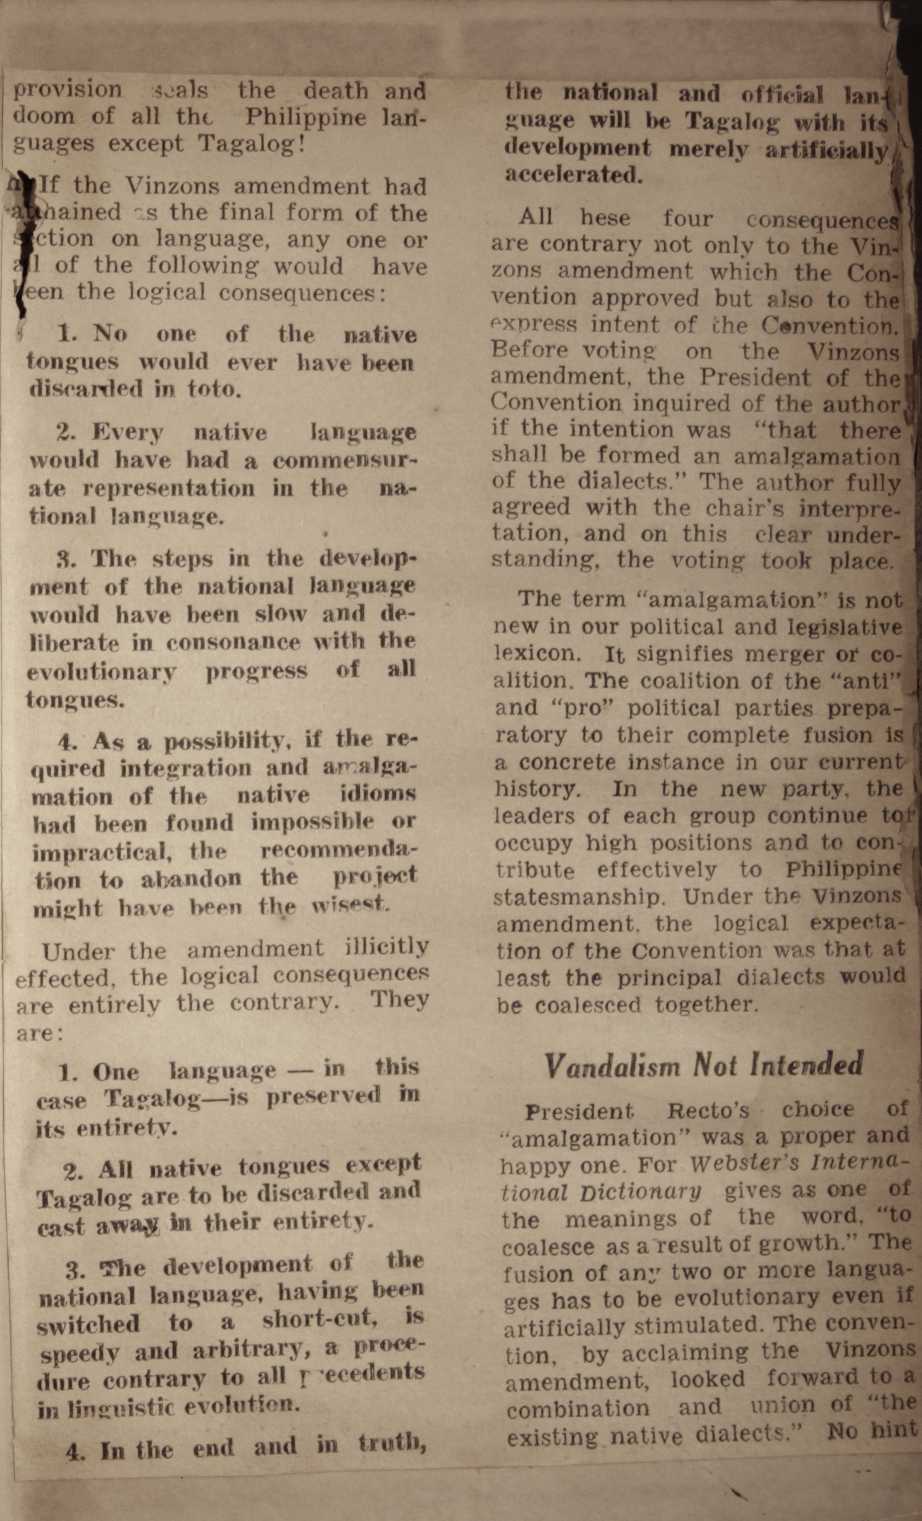 provision seals the death and
doom of all the Philippine lan-
guages except Tagalog!
If the Vinzons amendment had
as the final form of the
on language, any one or
of the following would have
been the logical consequences:
1. No one of the native
tongues would ever have been
discarded in toto.
2. Every native language
would have had a commensur-
ate representation in the na-
tional language.
3. The steps in the develop-
ment of the national language
would have been slow and de-
liberate in consonance with the
evolutionary progress of all
tongues.
4. As a possibility, if the re-
quired integration and amalga-
mation of the native idioms
had been found impossible or
impractical, the recommenda-
tion to abandon the project
might have been the wisest.
Under the amendment illicitly
effected, the logical consequences
are entirely the contrary. They
are:
1. One language — in this
case Tagalog—is preserved in
its entirety.
2. All native tongues except
Tagalog are to be discarded and
cast away in their entirety.
3. The development of the
national language, having been
switched to a short-cut, is
speedy and arbitrary, a proce-
dure contrary to all precedents
in linguistic evolution.
4. In the end and in truth,
the national and official lan-
guage will be Tagalog with its
development merely artificially
accelerated.
All hese four consequences
are contrary not only to the Vin-
zons amendment which the Con-
vention approved but also to the
express intent of the Convention.
Before voting on the Vinzons
amendment, the President of the
Convention inquired of the author
if the intention was "that there
shall be formed an amalgamation
of the dialects." The author fully
agreed with the chair's interpre-
tation, and on this clear under-
standing, the voting took place.
The term "amalgamation" is not
new in our political and legislative
lexicon. It signifies merger or co-
alition. The coalition of the "anti"
and "pro" political parties prepa-
ratory to their complete fusion is
a concrete instance in our current
history. In the new party, the
leaders of each group continue to
occupy high positions and to con-
tribute effectively to Philippine
statesmanship. Under the Vinzons
amendment, the logical expecta-
tion of the Convention was that at
least the principal dialects would
be coalesced together.
Vandalism Not Intended
President Recto's choice of
"amalgamation" was a proper and
happy one. For Webster's Interna-
tional Dictionary gives as one of
the meanings of the word, "to
coalesce as a result of growth." The
fusion of any two or more langua-
ges has to be evolutionary even if
artificially stimulated. The conven-
tion, by acclaiming the Vinzons
amendment, looked forward to a
combination and union of "the
existing native dialects." No hint